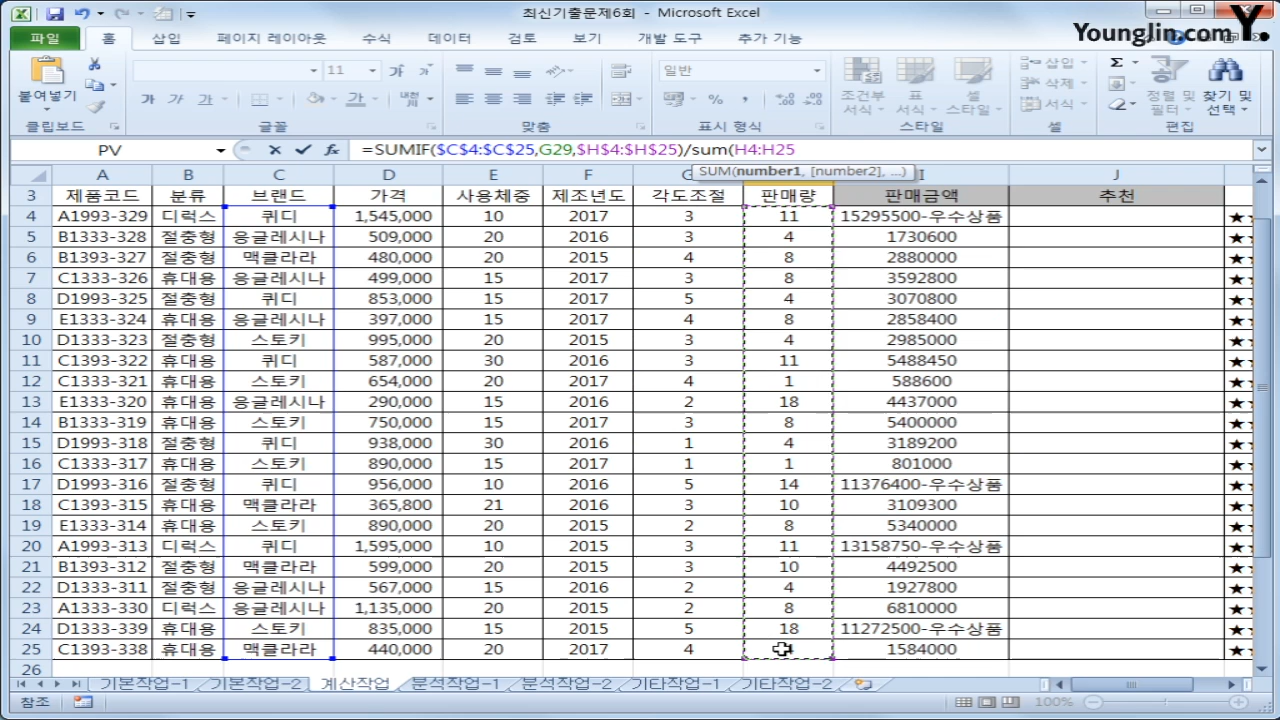 최신기출문제6회 - Microsoft Excel
Younglin.com Y.
파일 홈 삽입 페이지 레이아웃 수식 데이터 검토 보기 개발 도구 추가 기능
붙여넣기 클립보드
11 가 가 가 가 가 내천 글꼴
맞춤
일반 % , 표시 형식
조건부 서식 표 서식 셀 스타일 스타일
삽입 삭제 서식 셀
Σ 정렬 및 필터 찾기 및 선택 편집
PV =SUMIF($C$4:$C$25,G29,$H$4:$H$25)/sum(H4:H25
SUM(number1, [number2], ...)
A B C D E F G I J
3 제품코드 분류 브랜드 가격 사용체중 제조년도 각도조절 판매량 판매금액 추천
4 A1993-329 디럭스 퀴디 1,545,000 10 2017 3 11 15295500-우수상품 ★
5 B1333-328 절충형 응글레시나 509,000 20 2016 3 4 1730600 ★
6 B1393-327 절충형 맥클라라 480,000 20 2015 4 8 2880000 ★
7 C1333-326 휴대용 응글레시나 499,000 15 2017 3 8 3592800 ★
8 D1993-325 절충형 퀴디 853,000 15 2017 5 4 3070800 ★
9 E1333-324 휴대용 응글레시나 397,000 15 2017 4 8 2858400 ★
10 D1333-323 절충형 스토키 995,000 20 2015 3 4 2985000 ★
11 C1393-322 휴대용 퀴디 587,000 30 2016 3 11 5488450 ★
12 C1333-321 휴대용 스토키 654,000 20 2017 4 1 588600 ★
13 E1333-320 휴대용 응글레시나 290,000 15 2016 2 18 4437000 ★
14 B1333-319 휴대용 스토키 750,000 15 2017 3 8 5400000 ★
15 D1993-318 절충형 퀴디 938,000 30 2016 1 4 3189200 ★
16 C1333-317 휴대용 스토키 890,000 15 2017 1 1 801000 ★
17 D1993-316 절충형 퀴디 956,000 10 2016 5 14 11376400-우수상품 ★
18 C1393-315 휴대용 맥클라라 365,800 21 2016 3 10 3109300 ★
19 E1333-314 휴대용 스토키 890,000 20 2015 2 8 5340000 ★
20 A1993-313 디럭스 퀴디 1,595,000 10 2015 3 11 13158750-우수상품 ★
21 B1393-312 절충형 맥클라라 599,000 20 2015 3 10 4492500 ★
22 D1333-311 절충형 응글레시나 567,000 15 2016 2 4 1927800 ★
23 A1333-330 디럭스 응글레시나 1,135,000 20 2015 2 8 6810000 ★
24 D1333-339 휴대용 스토키 835,000 15 2015 5 18 11272500-우수상품 ★
25 C1393-338 휴대용 맥클라라 440,000 20 2017 4 1584000 ★
26
기본작업-1 기본작업-2 계산작업 분석작업-1 분석작업-2 기타작업-1 기타작업-2
참조 100%